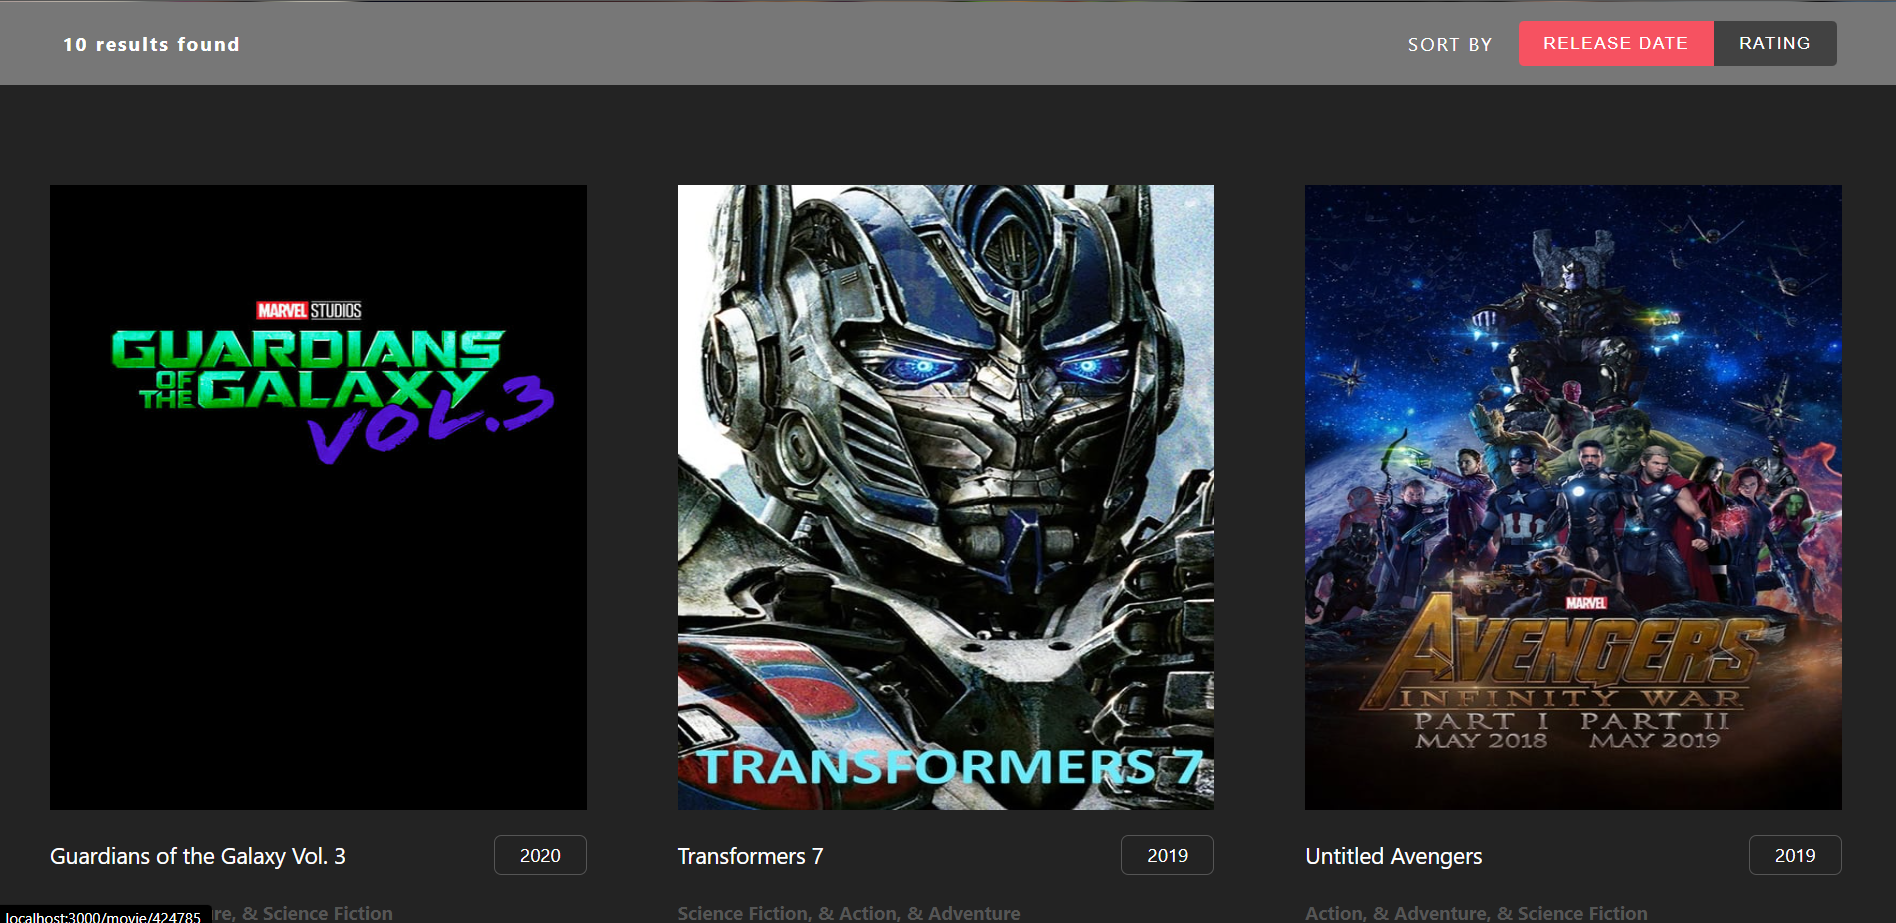 10 results found
SORT BY RELEASE DATE RATING
MARVEL STUDIOS
GUARDIANS
OF THE GALAXY
VOL.3
TRANSFORMERS 7
MARVEL
AVENGERS
INFINITY WAR
PART I PART II
MAY 2018 MAY 2019
Guardians of the Galaxy Vol. 3 2020
Transformers 7 2019
Untitled Avengers 2019
re, & Science Fiction
Science Fiction, & Action, & Adventure
Action, & Adventure, & Science Fiction
localhost:3000/movie/424785